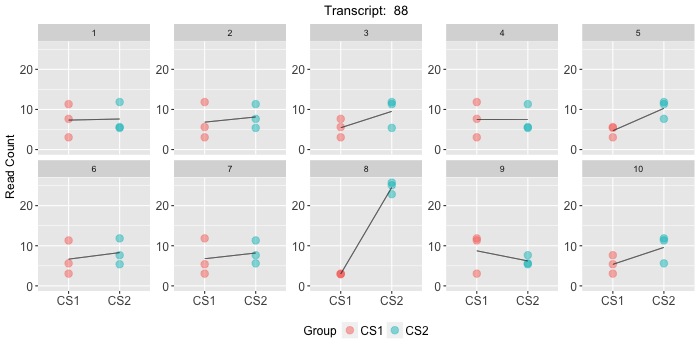 Transcript: 88
1 2 3 4 5
20
10
0
Read Count
6 7 8 9 10
20
10
0
CS1 CS2 CS1 CS2 CS1 CS2 CS1 CS2 CS1 CS2
Group CS1 CS2